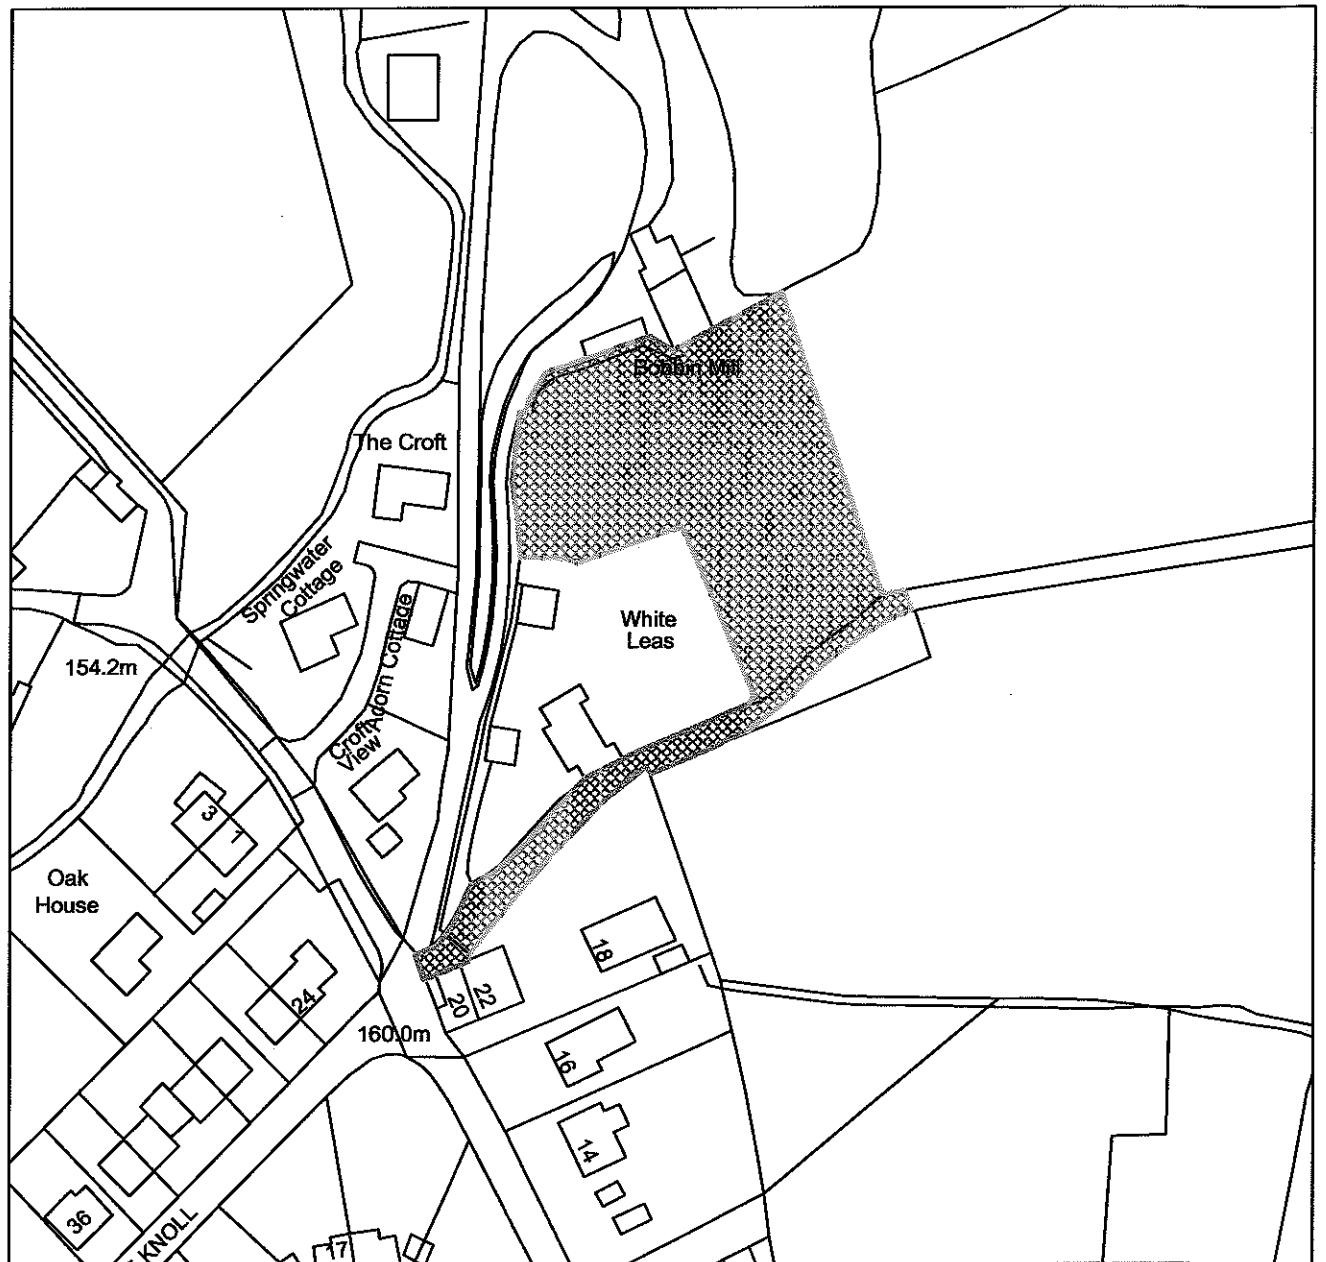 Bobbin Mill
The Croft
Springwater
Cottage
Adorn Cottage
White
Leas
154.2m
Croft
View
3
1
Oak
House
18
24
20
22
160.0m
16
14
36
KNOLL
17